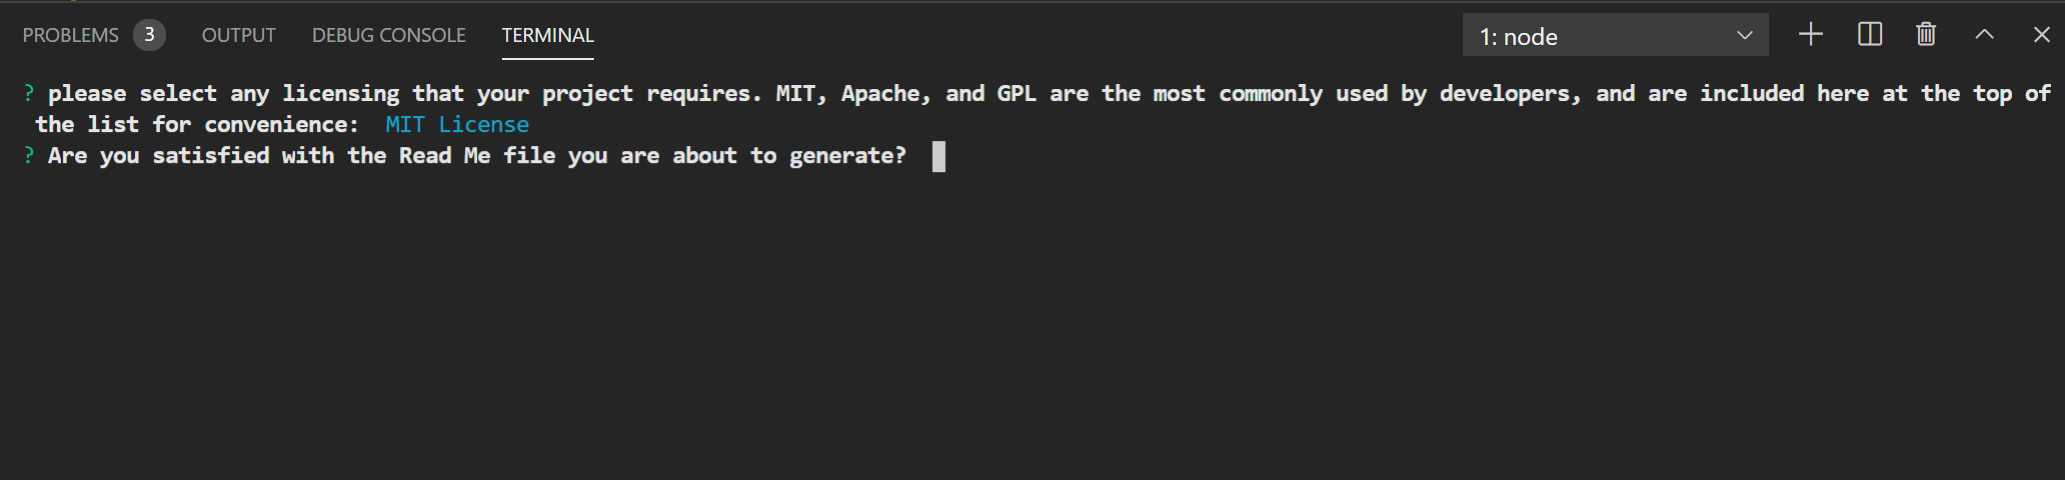 PROBLEMS 3 OUTPUT DEBUG CONSOLE TERMINAL 1: node
? please select any licensing that your project requires. MIT, Apache, and GPL are the most commonly used by developers, and are included here at the top of
the list for convenience: MIT License
? Are you satisfied with the Read Me file you are about to generate?